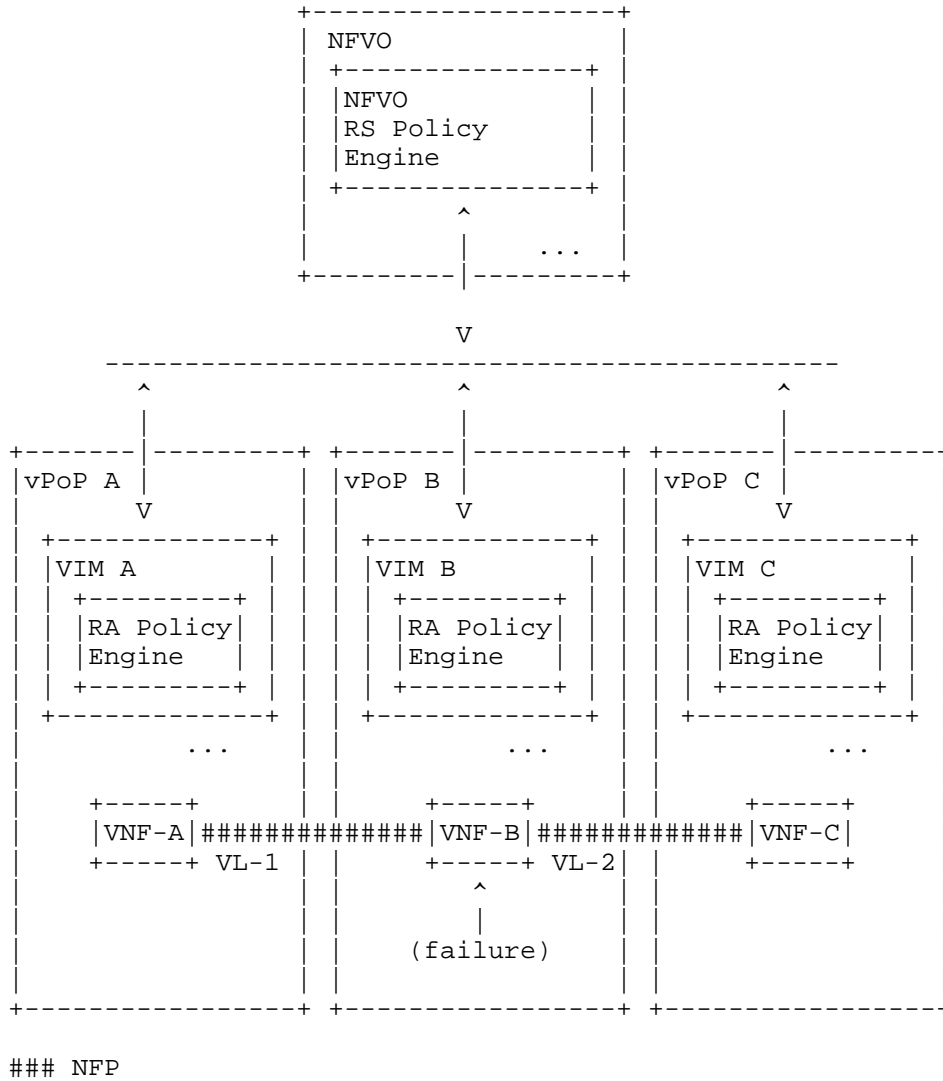 NFVO
NFVO
RS Policy
Engine
...
V
vPoP A vPoP B vPoP C
V V V
VIM A VIM B VIM C
RA Policy RA Policy RA Policy
Engine Engine Engine
... ... ...
VNF-A ############## VNF-B ############# VNF-C
VL-1 VL-2
(failure)
### NFP